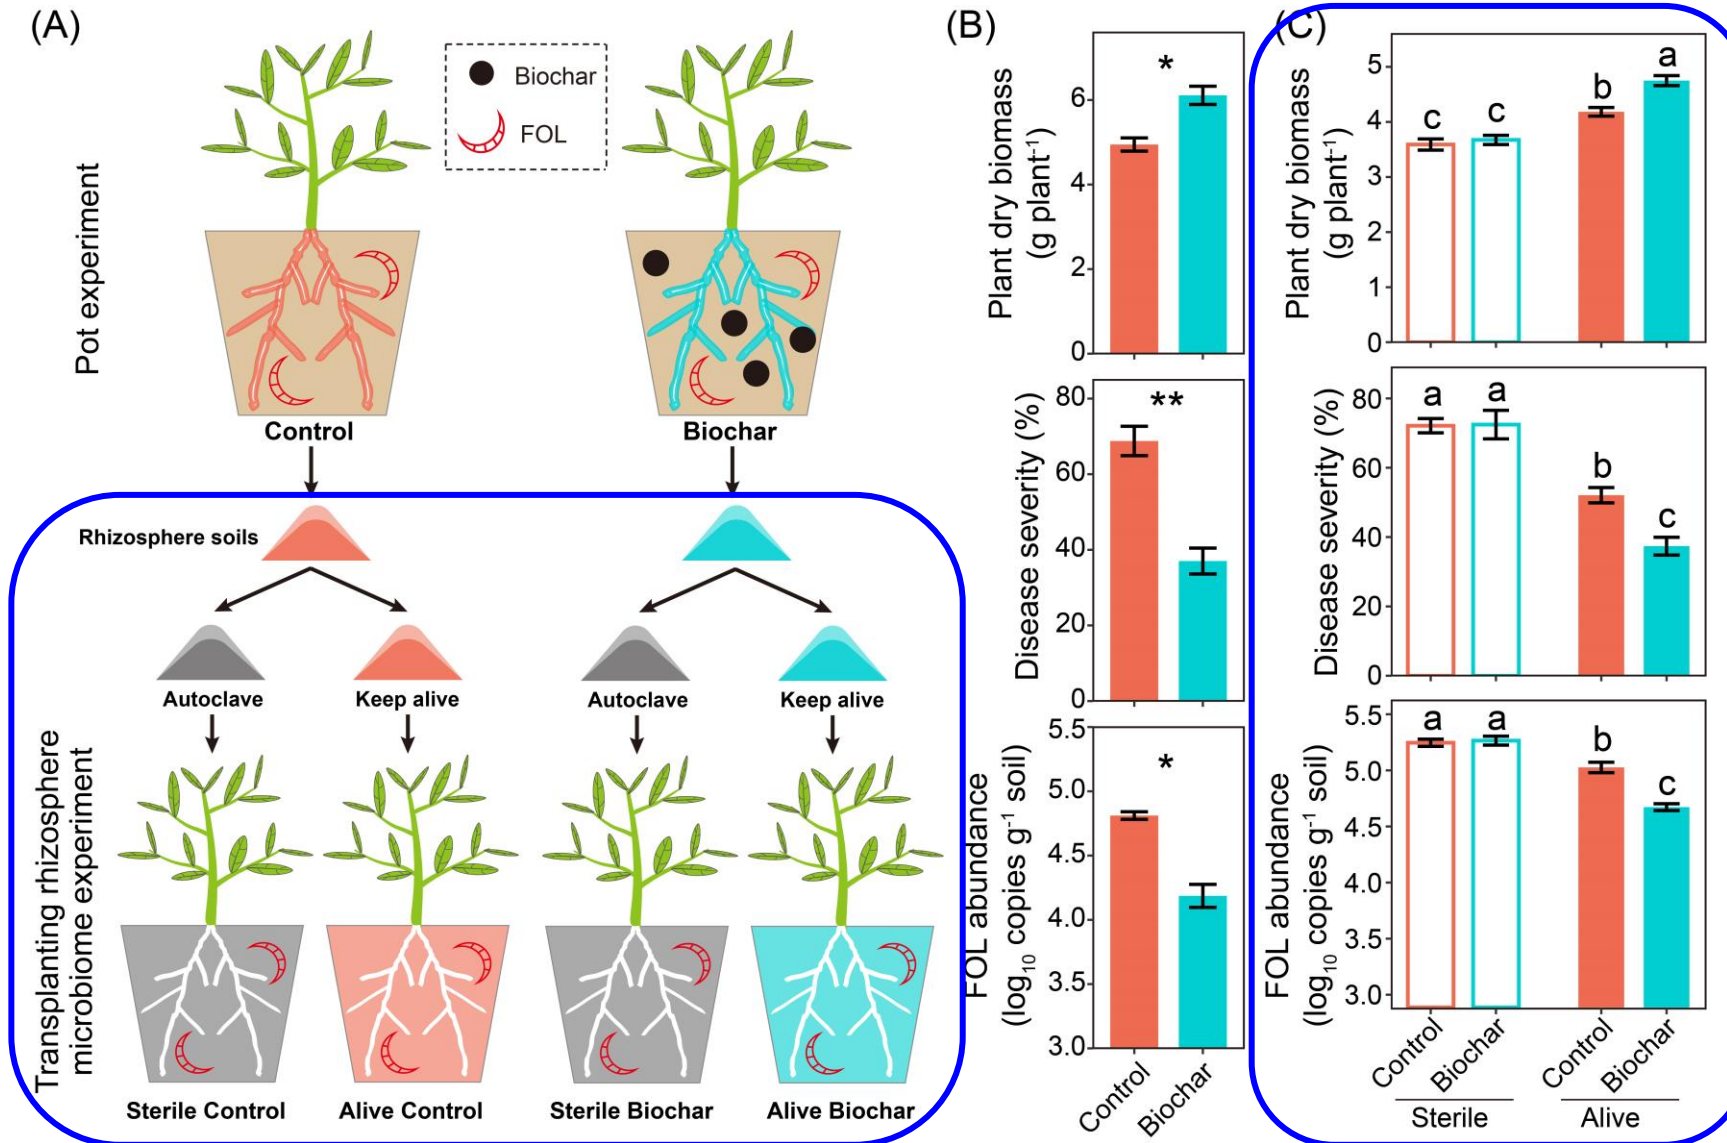 (A)
Biochar
FOL
Pot experiment
Control
Biochar
Rhizosphere soils
Autoclave
Keep alive
Autoclave
Keep alive
Transplanting rhizosphere
microbiome experiment
Sterile Control
Alive Control
Sterile Biochar
Alive Biochar
(B)
Plant dry biomass
(g plant⁻¹)
6
4
2
0
*
Disease severity (%)
80
60
40
20
0
**
FOL abundance
(log₁₀ copies g⁻¹ soil)
5.5
5.0
4.5
4.0
3.5
3.0
*
Control
Biochar
(C)
Plant dry biomass
(g plant⁻¹)
5
4
3
2
1
0
c
c
b
a
Disease severity (%)
80
60
40
20
0
a
a
b
c
FOL abundance
(log₁₀ copies g⁻¹ soil)
5.5
5.0
4.5
4.0
3.5
3.0
a
a
b
c
Control
Biochar
Control
Biochar
Sterile
Alive